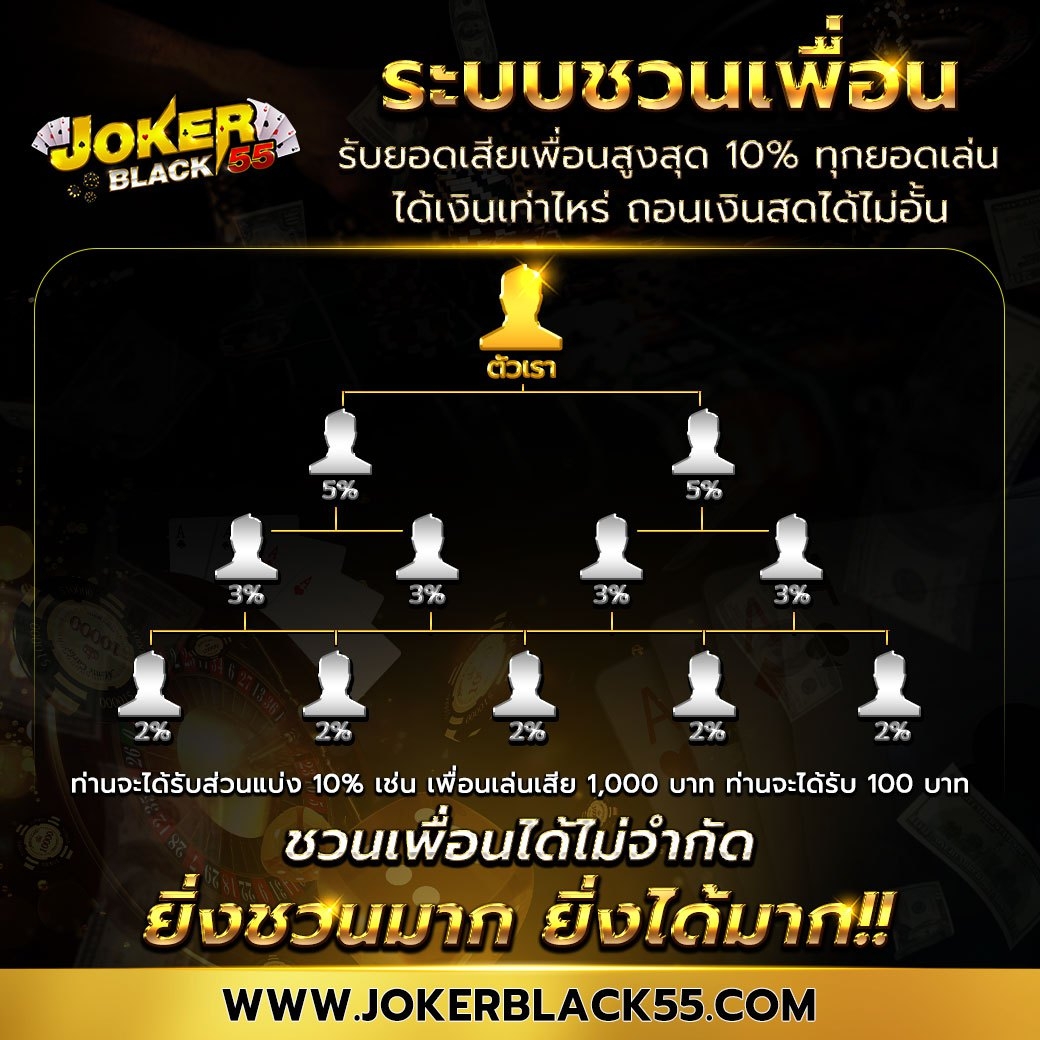 ระบบชวนเพื่อน
JOKER
BLACK 55
รับยอดเสียเพื่อนสูงสุด 10% ทุกยอดเล่น
ได้เงินเท่าไหร่ ถอนเงินสดได้ไม่อั้น
ตัวเรา
5% 5%
3% 3% 3% 3%
2% 2% 2% 2% 2%
ท่านจะได้รับส่วนแบ่ง 10% เช่น เพื่อนเล่นเสีย 1,000 บาท ท่านจะได้รับ 100 บาท
ชวนเพื่อนได้ไม่จำกัด
ยิ่งชวนมาก ยิ่งได้มาก!!
WWW.JOKERBLACK55.COM